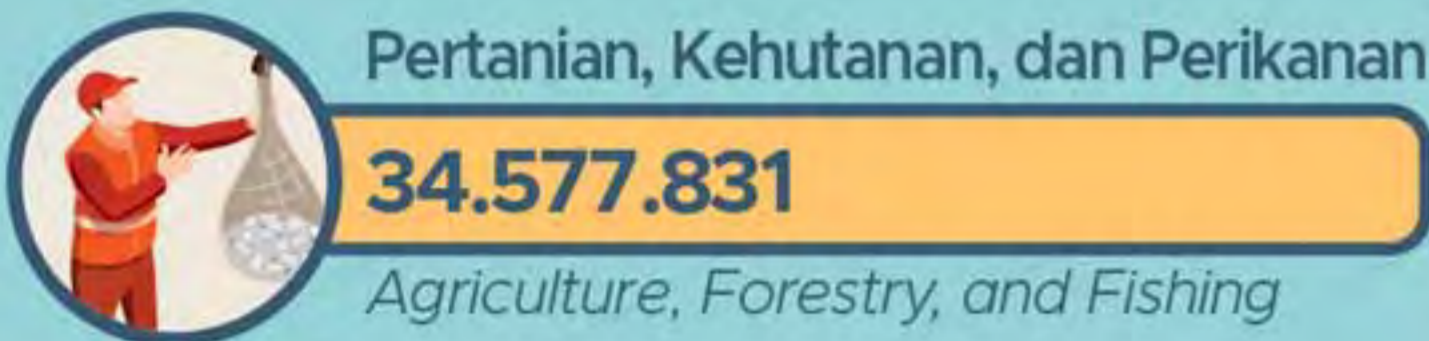 Pertanian, Kehutanan, dan Perikanan
34.577.831
Agriculture, Forestry, and Fishing